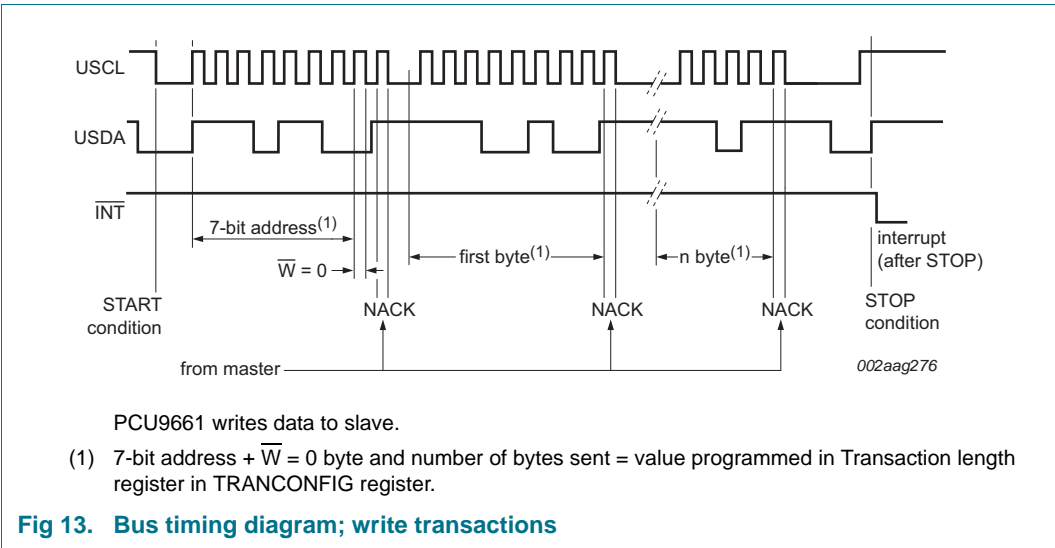 USCL
USDA
INT
7-bit address(1)
W = 0
first byte(1)
n byte(1)
interrupt
(after STOP)
START
condition
NACK
NACK
NACK
STOP
condition
from master
002aag276
PCU9661 writes data to slave.
(1) 7-bit address + W = 0 byte and number of bytes sent = value programmed in Transaction length
register in TRANCONFIG register.
Fig 13. Bus timing diagram; write transactions